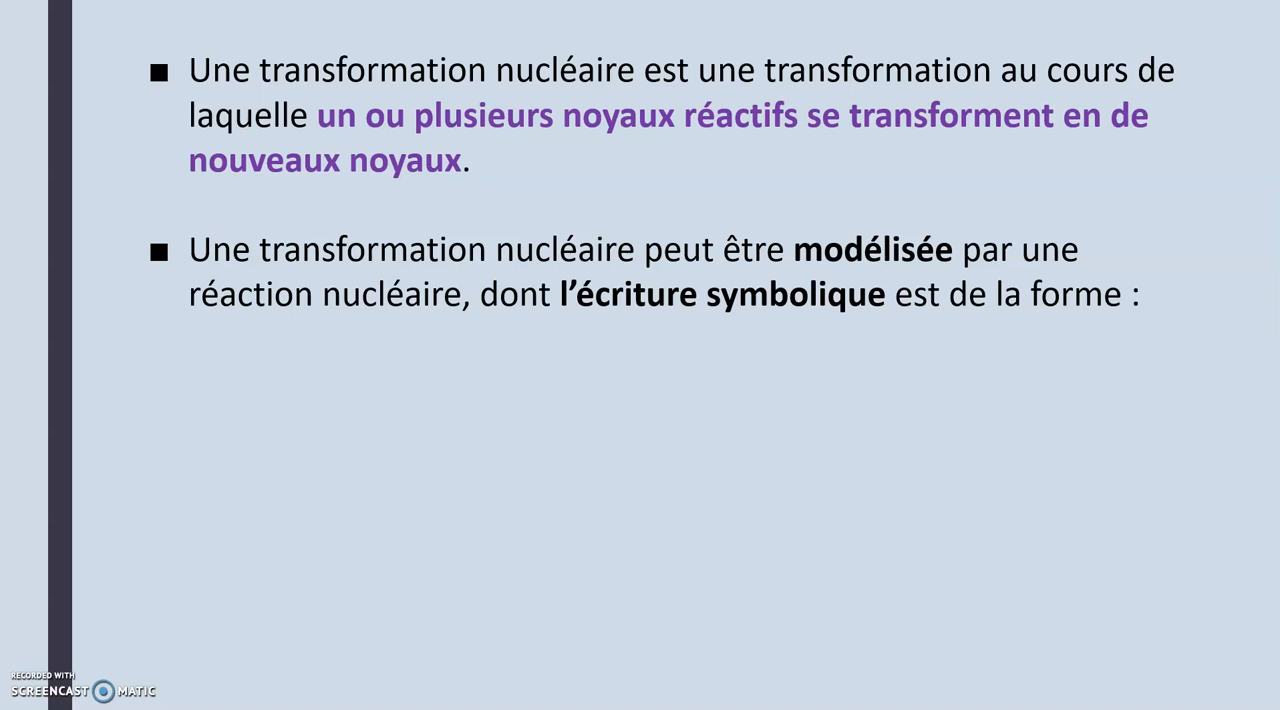 ■ Une transformation nucléaire est une transformation au cours de
laquelle un ou plusieurs noyaux réactifs se transforment en de
nouveaux noyaux.
■ Une transformation nucléaire peut être modélisée par une
réaction nucléaire, dont l’écriture symbolique est de la forme :
RECORDED WITH
SCREENCAST MATIC